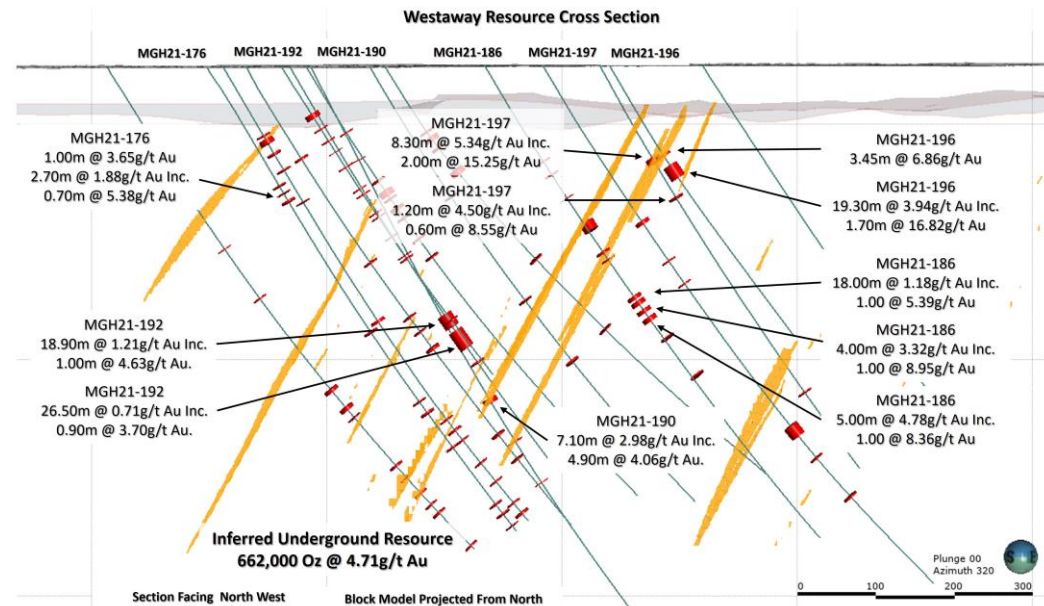 Westaway Resource Cross Section
MGH21-176
MGH21-192
MGH21-190
MGH21-186
MGH21-197
MGH21-196
MGH21-176
1.00m @ 3.65g/t Au
2.70m @ 1.88g/t Au Inc.
0.70m @ 5.38g/t Au
MGH21-197
8.30m @ 5.34g/t Au Inc.
2.00m @ 15.25g/t Au
MGH21-197
1.20m @ 4.50g/t Au Inc.
0.60m @ 8.55g/t Au
MGH21-196
3.45m @ 6.86g/t Au
MGH21-196
19.30m @ 3.94g/t Au Inc.
1.70m @ 16.82g/t Au
MGH21-186
18.00m @ 1.18g/t Au Inc.
1.00 @ 5.39g/t Au
MGH21-186
4.00m @ 3.32g/t Au Inc.
1.00 @ 8.95g/t Au
MGH21-186
5.00m @ 4.78g/t Au Inc.
1.00 @ 8.36g/t Au
MGH21-192
18.90m @ 1.21g/t Au Inc.
1.00m @ 4.63g/t Au.
MGH21-192
26.50m @ 0.71g/t Au Inc.
0.90m @ 3.70g/t Au.
MGH21-190
7.10m @ 2.98g/t Au Inc.
4.90m @ 4.06g/t Au.
Inferred Underground Resource
662,000 Oz @ 4.71g/t Au
Section Facing North West
Block Model Projected From North
Plunge 00
Azimuth 320
S E
0 100 200 300